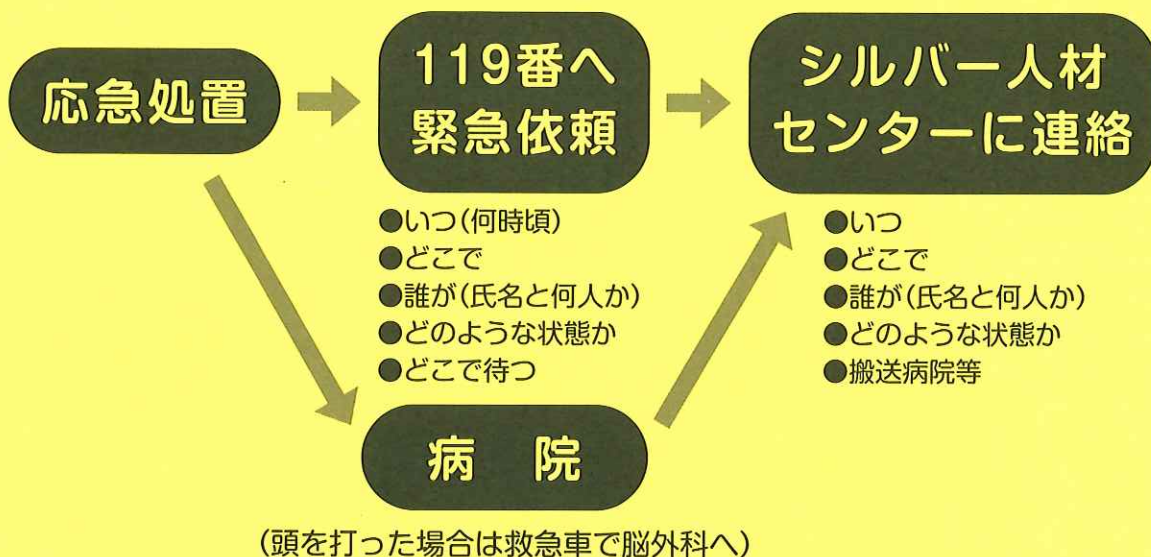 応急処置
119番へ
緊急依頼
●いつ(何時頃)
●どこで
●誰が(氏名と何人か)
●どのような状態か
●どこで待つ
シルバー人材
センターに連絡
●いつ
●どこで
●誰が(氏名と何人か)
●どのような状態か
●搬送病院等
病　院
(頭を打った場合は救急車で脳外科へ)